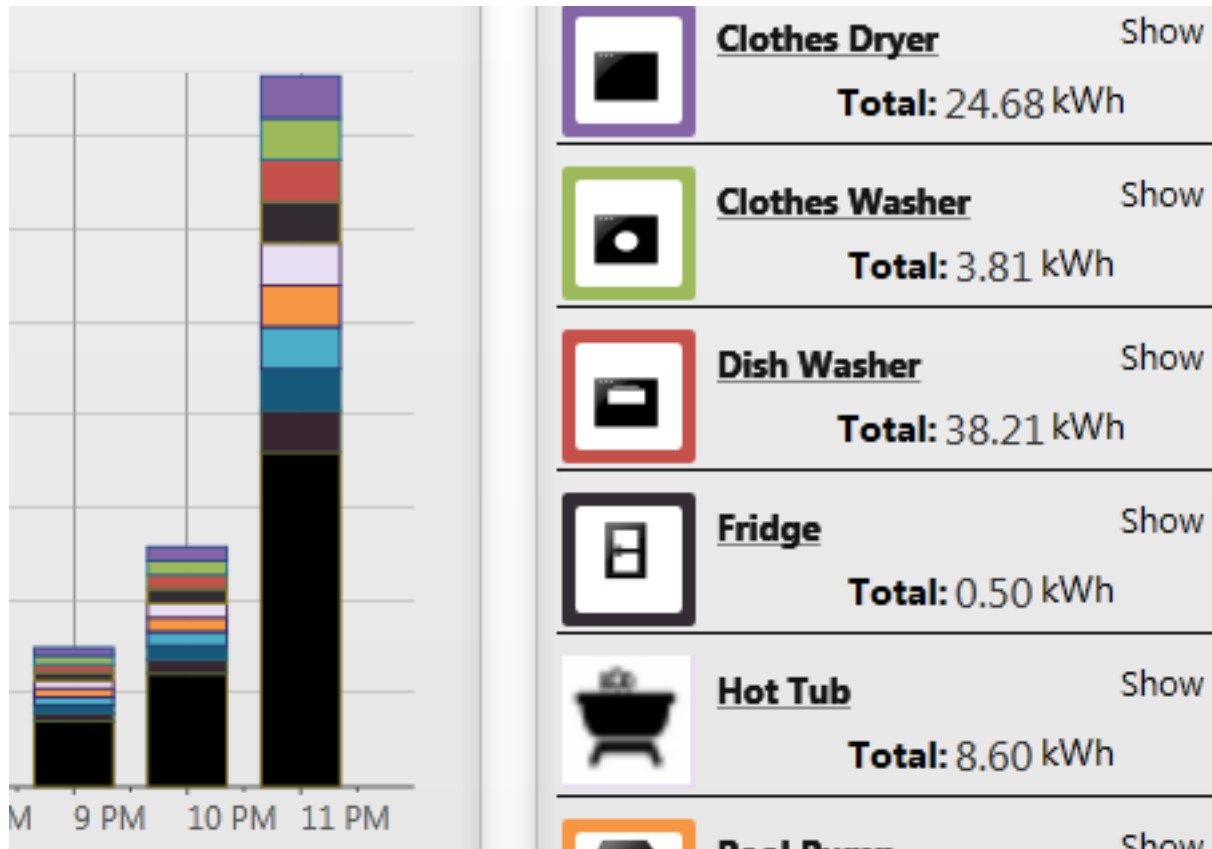 Clothes Dryer Show
Total: 24.68 kWh
Clothes Washer Show
Total: 3.81 kWh
Dish Washer Show
Total: 38.21 kWh
Fridge Show
Total: 0.50 kWh
Hot Tub Show
Total: 8.60 kWh
Show
M 9 PM 10 PM 11 PM